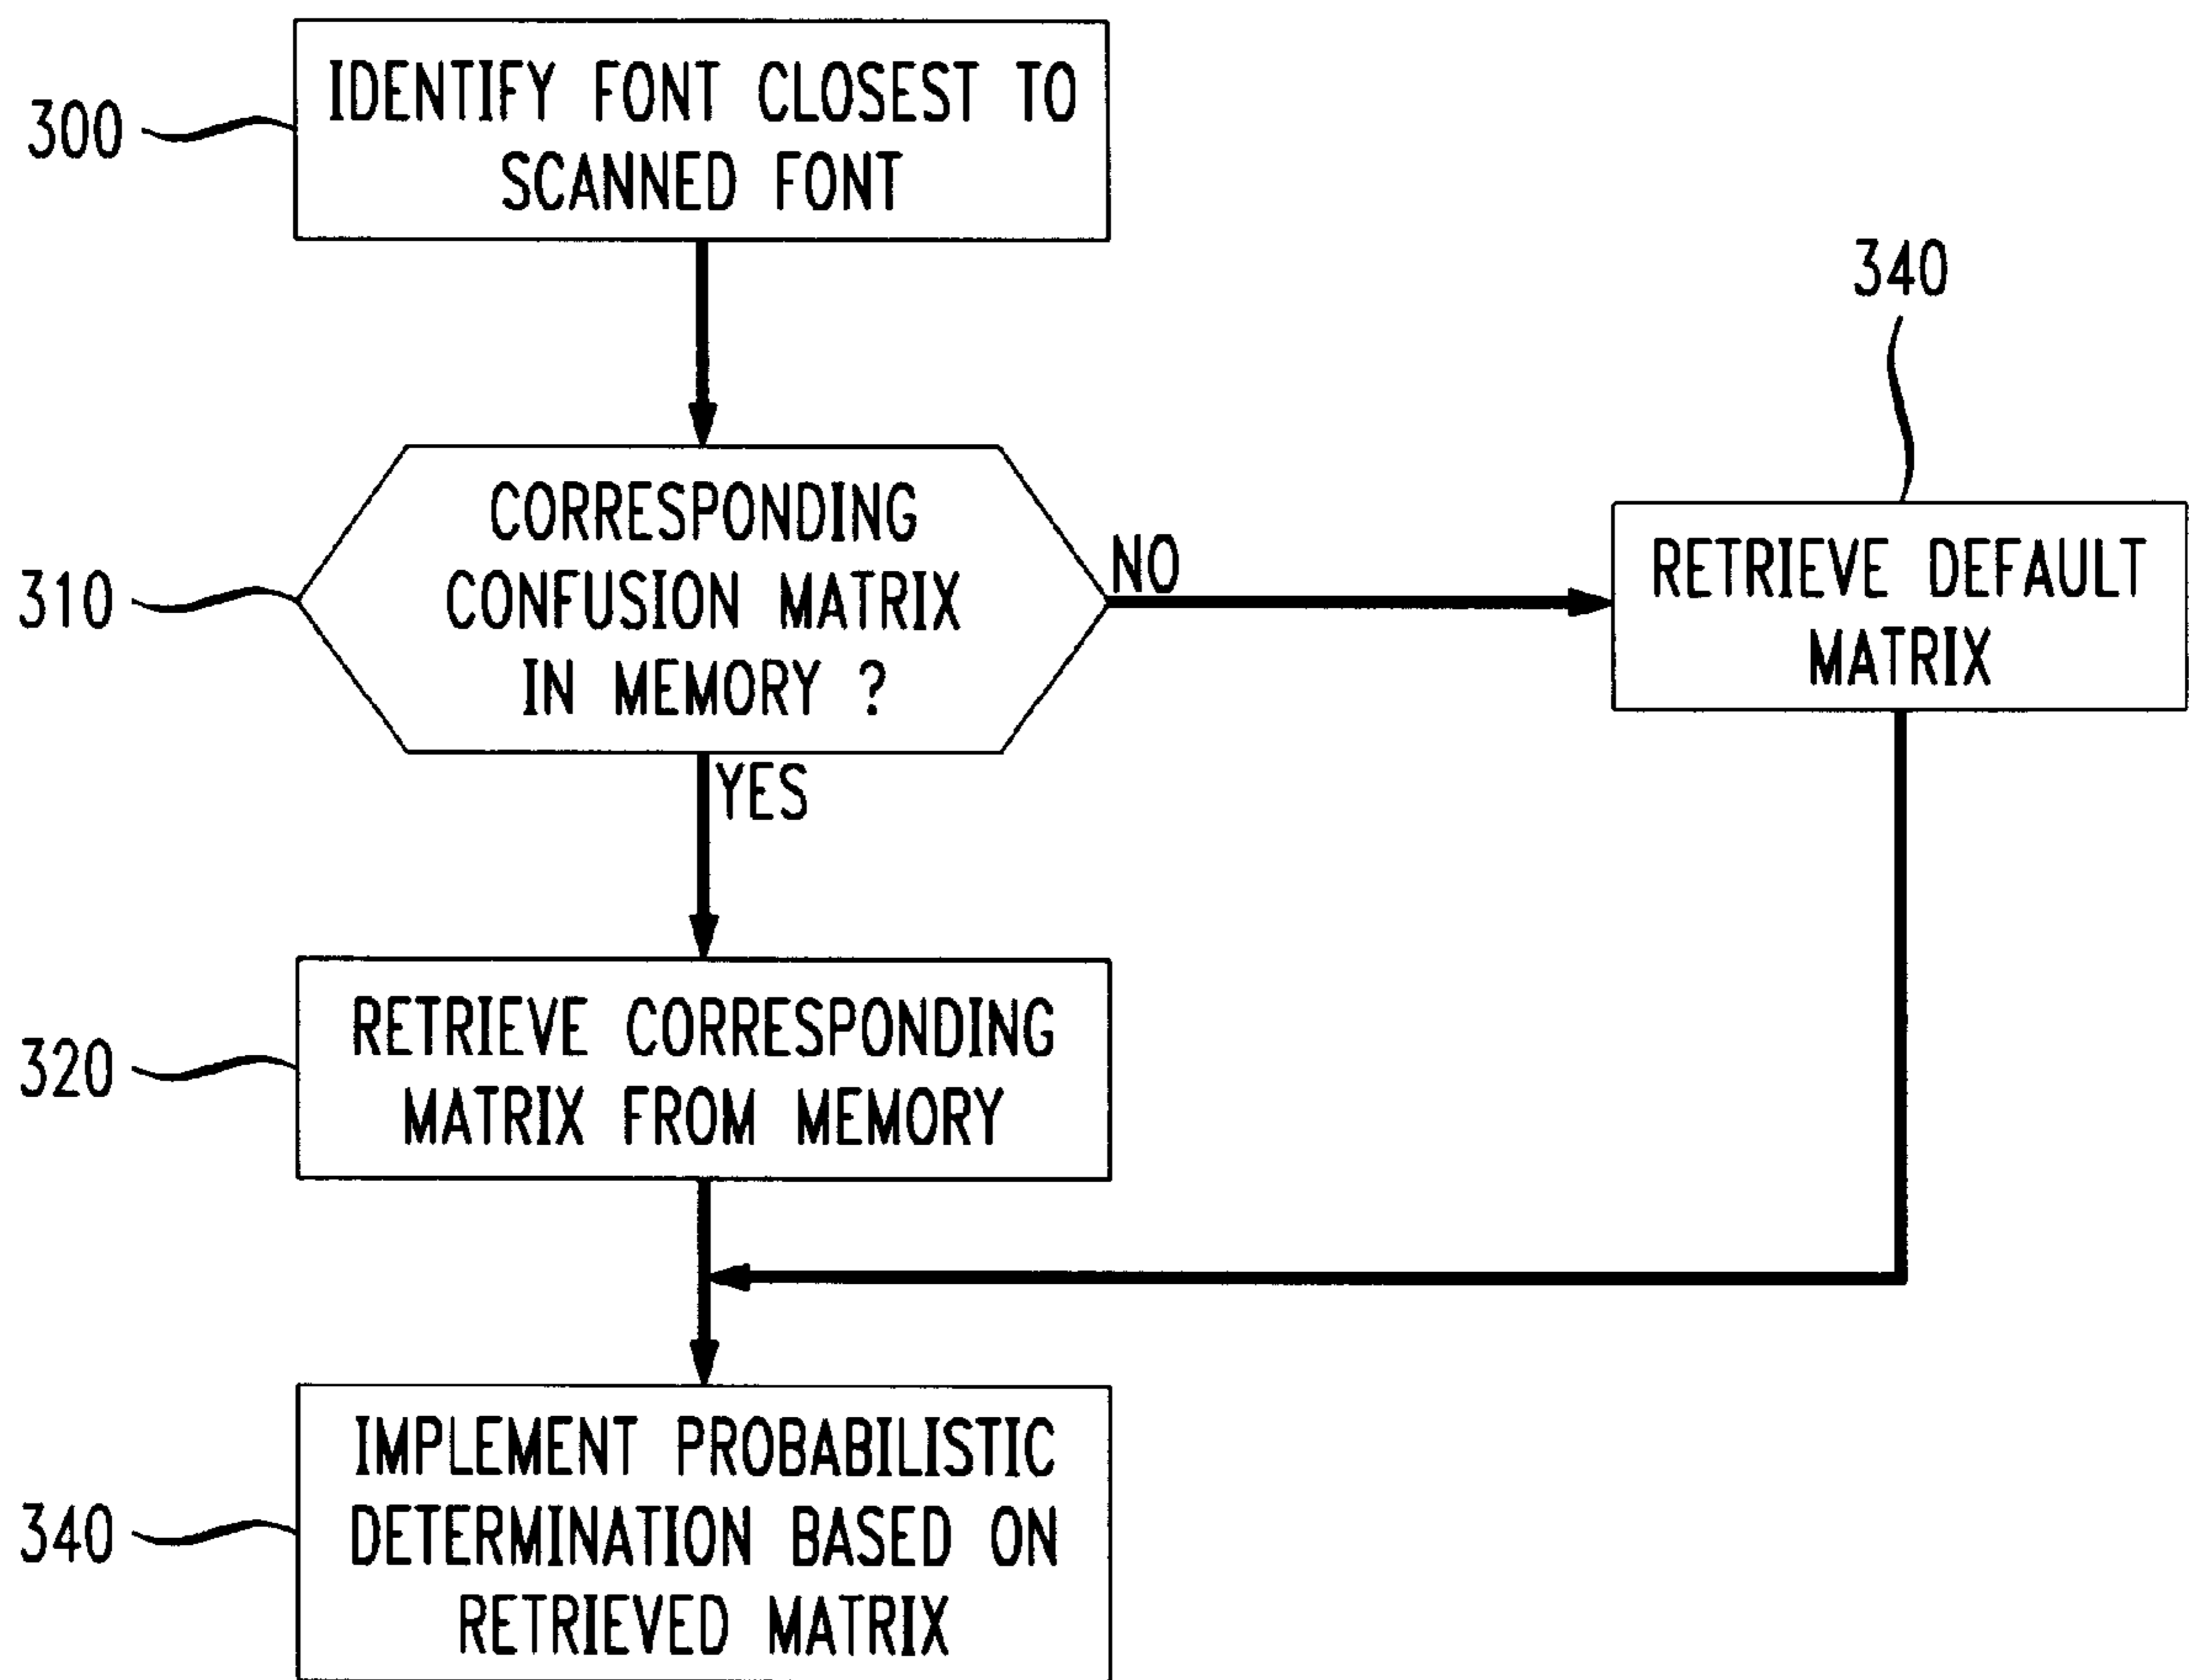 300
IDENTIFY FONT CLOSEST TO
SCANNED FONT
340
310
CORRESPONDING
CONFUSION MATRIX
IN MEMORY ?
NO
RETRIEVE DEFAULT
MATRIX
YES
320
RETRIEVE CORRESPONDING
MATRIX FROM MEMORY
340
IMPLEMENT PROBABILISTIC
DETERMINATION BASED ON
RETRIEVED MATRIX